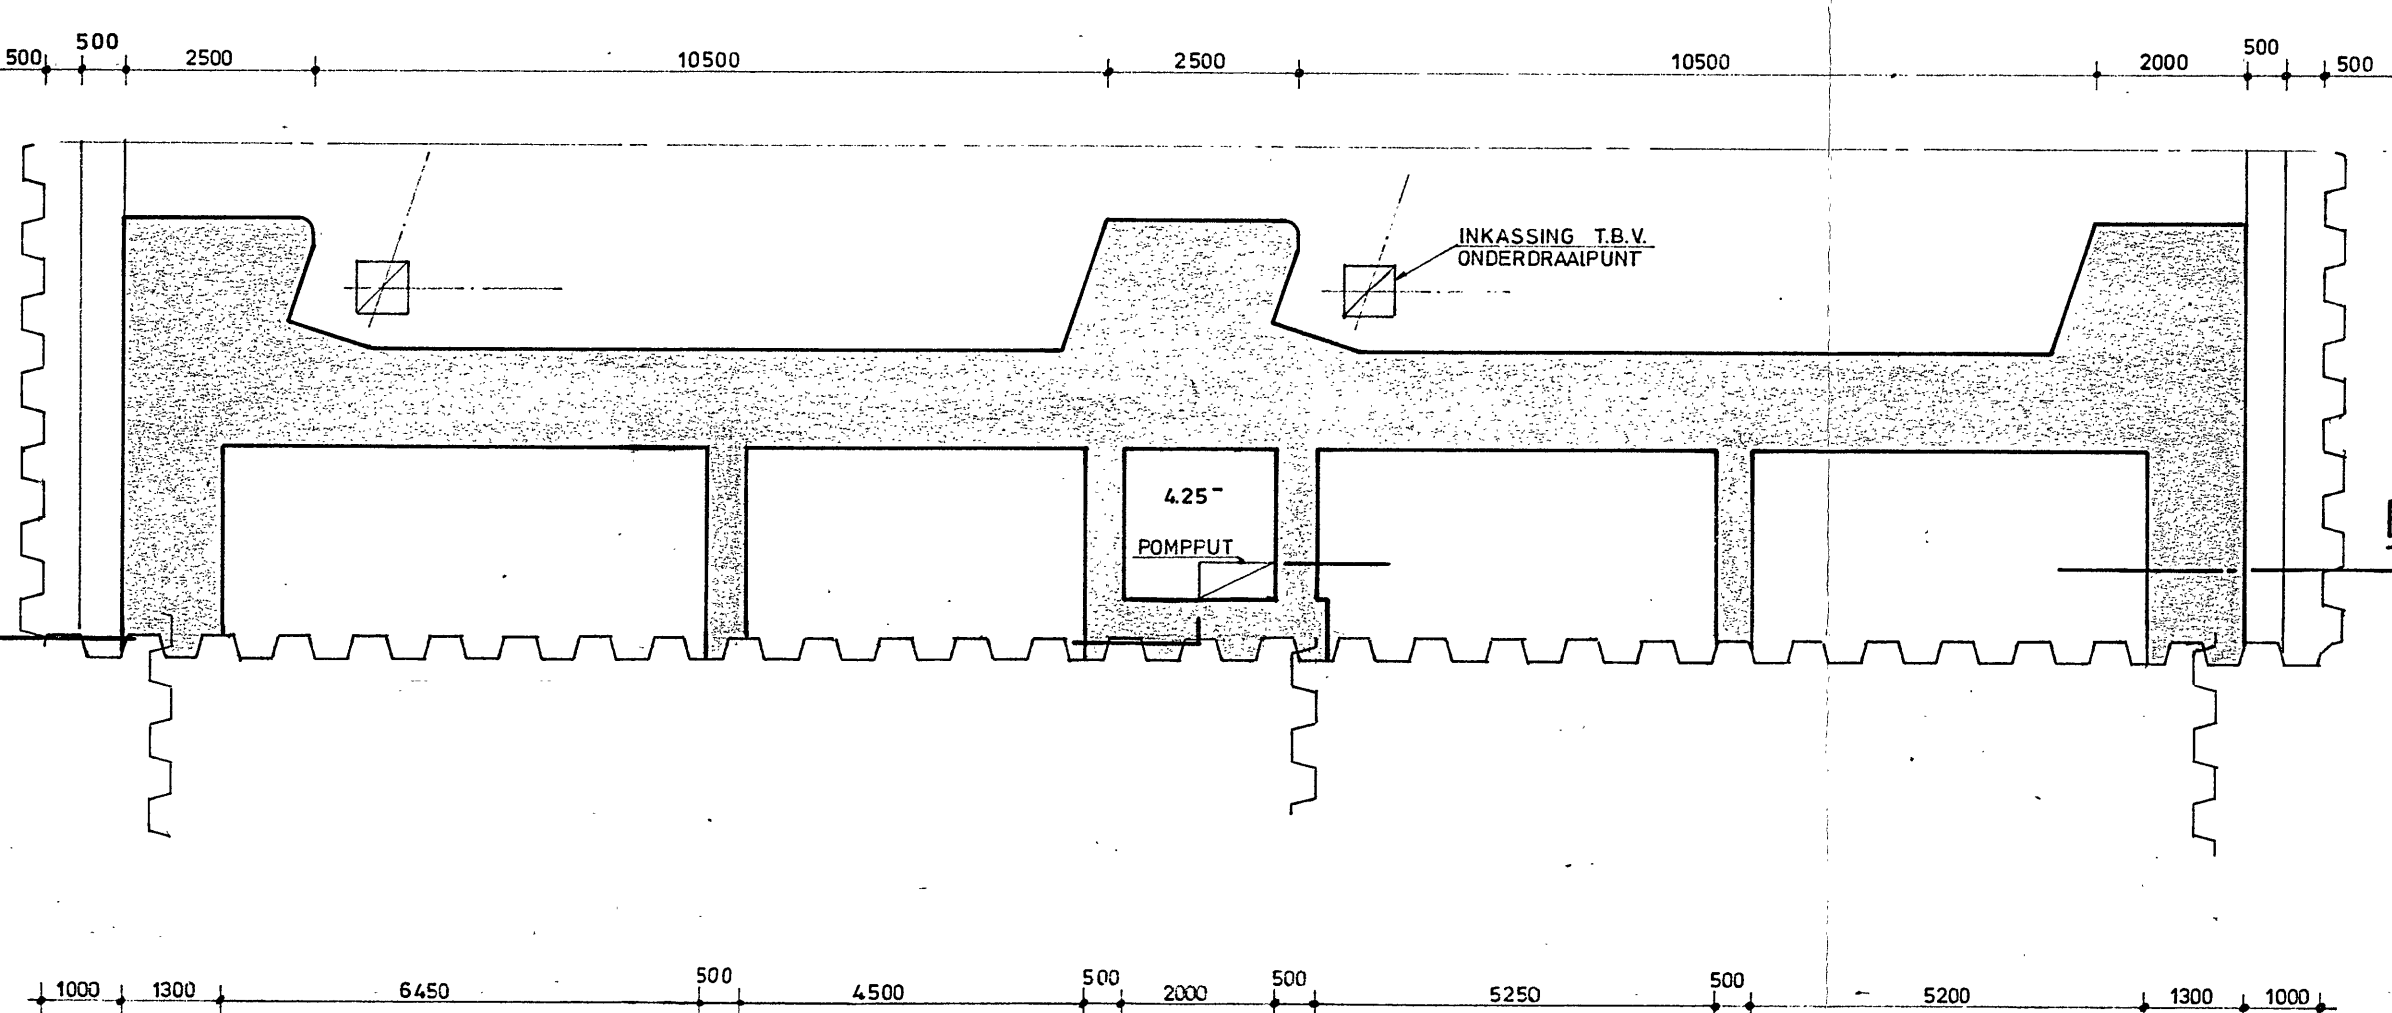 500 500 2500 10500 2500 10500 2000 500 500
INKASSING T.B.V.
ONDERDRAAIPUNT
4.25⁻
POMPPUT
1000 1300 6450 500 4500 500 2000 500 5250 500 5200 1300 1000